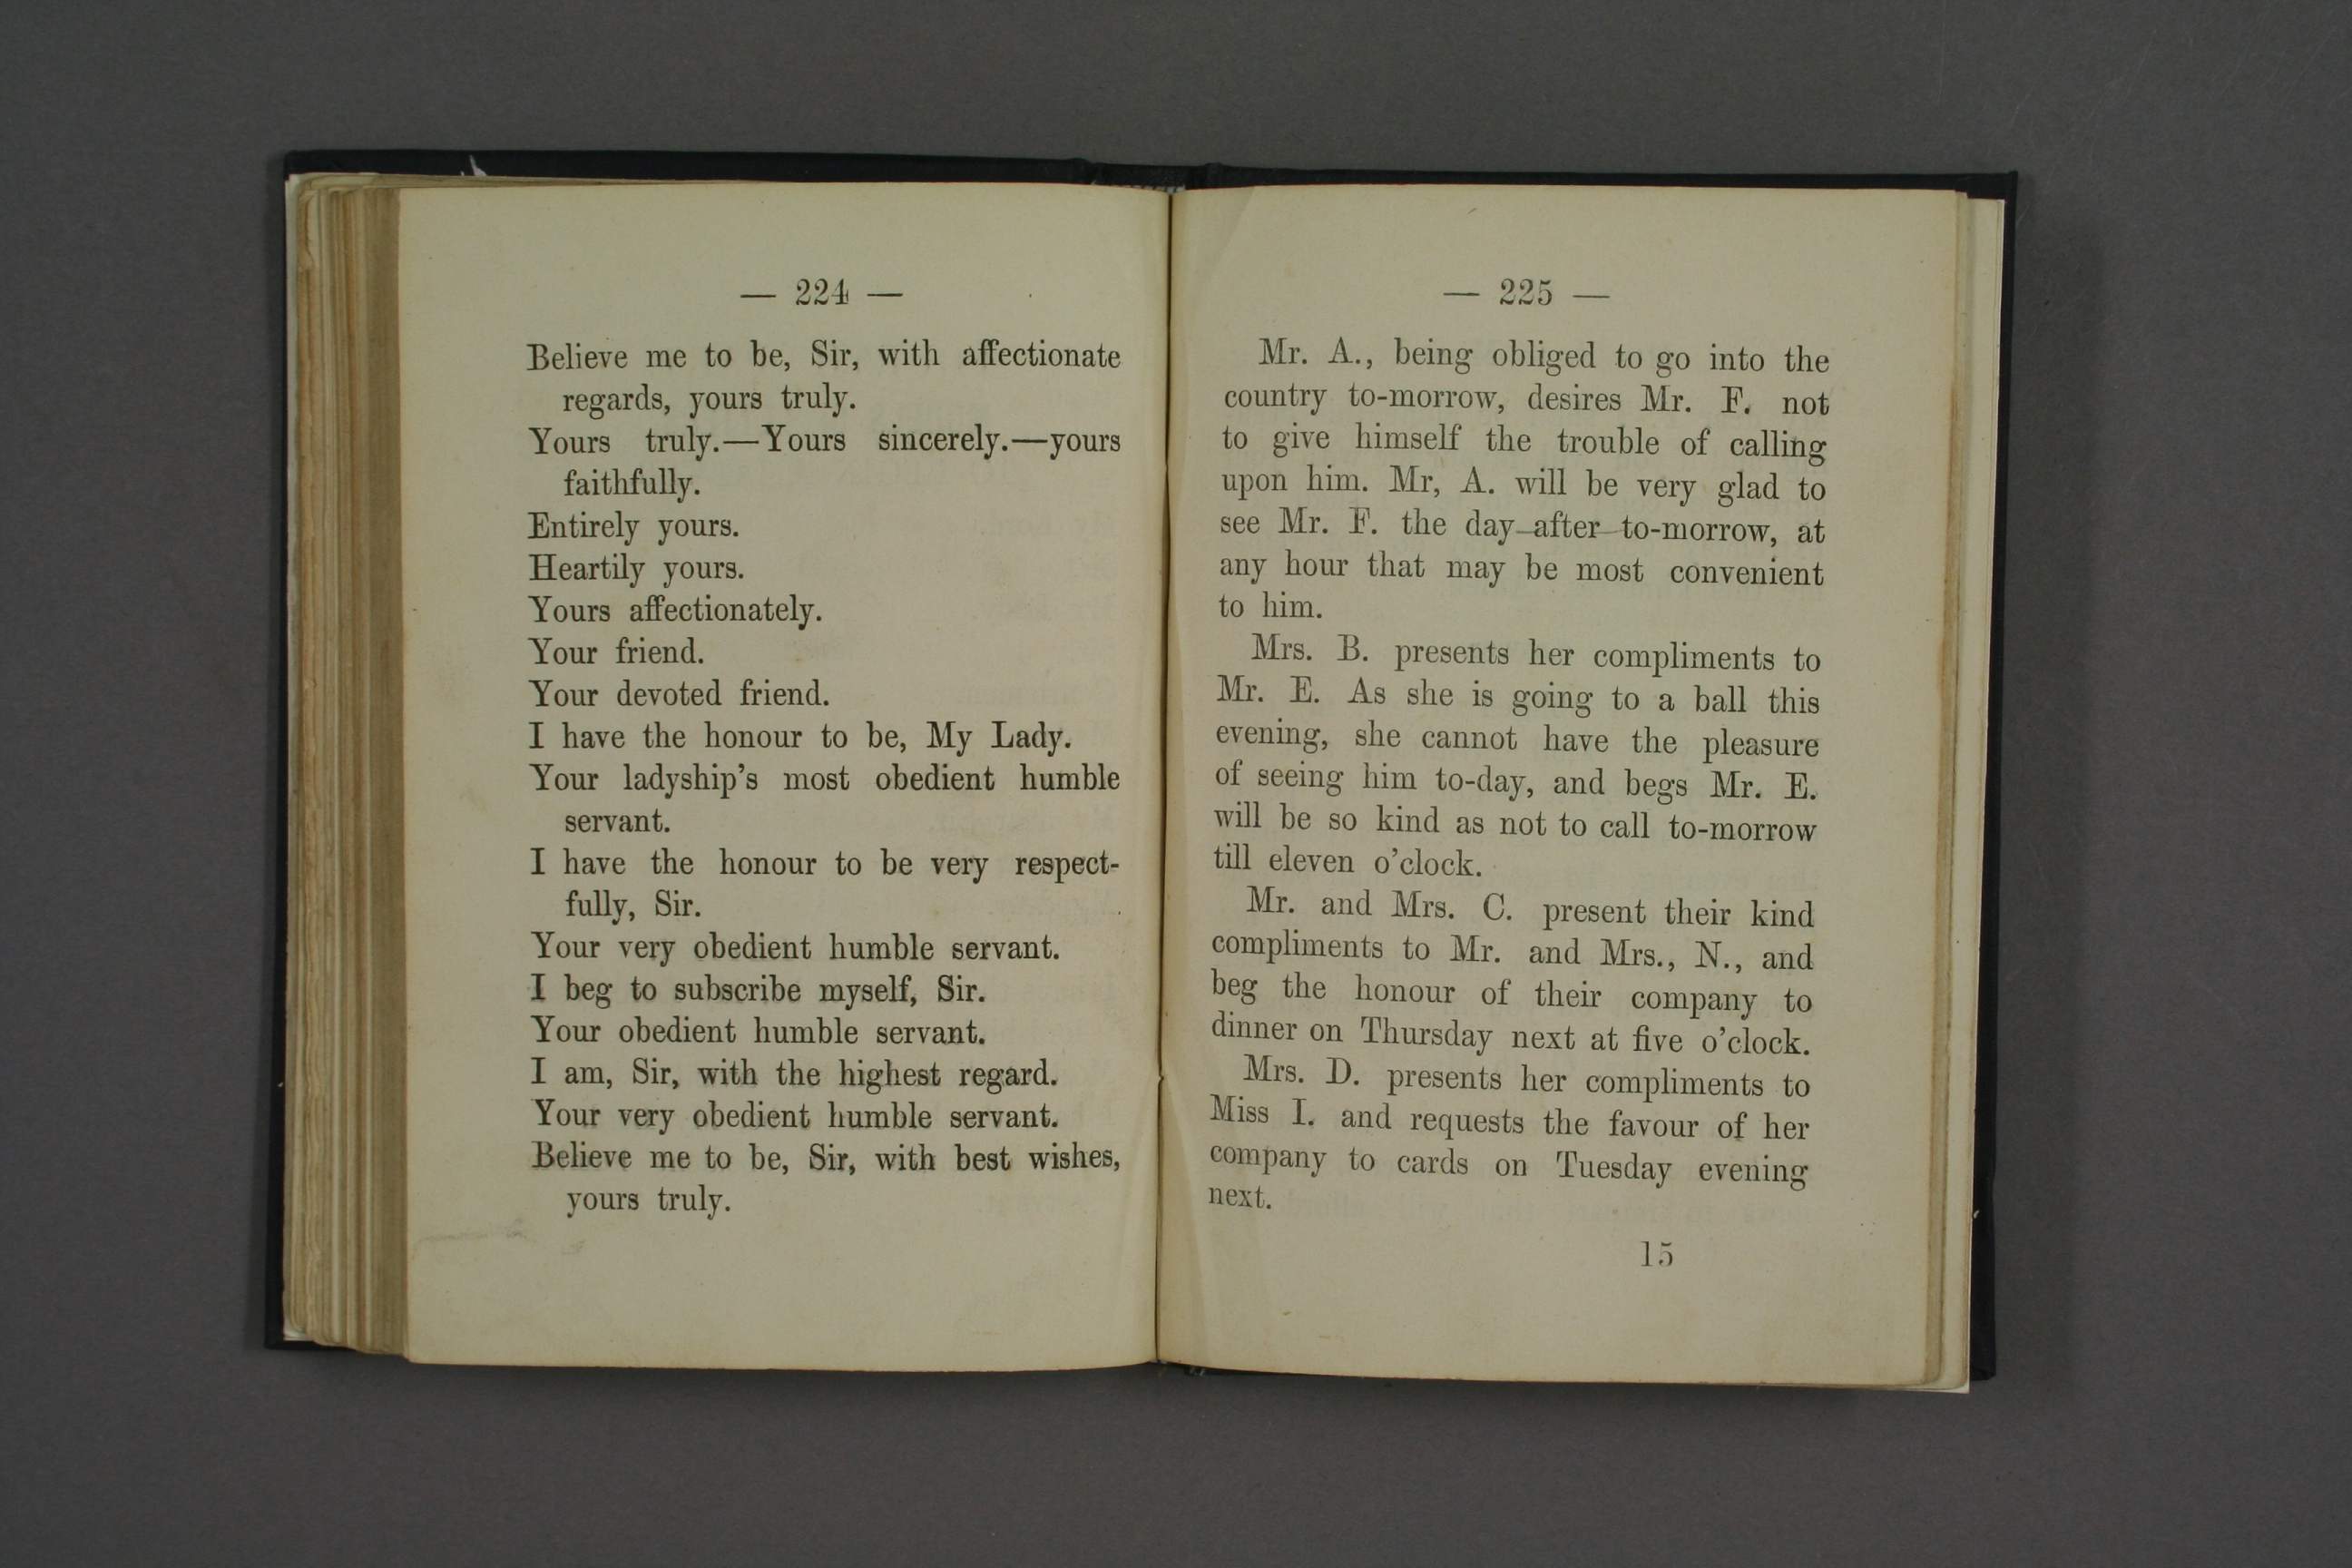 — 224 —
Believe me to be, Sir, with affectionate
regards, yours truly.
Yours truly.—Yours sincerely.—yours
faithfully.
Entirely yours.
Heartily yours.
Yours affectionately.
Your friend.
Your devoted friend.
I have the honour to be, My Lady.
Your ladyship's most obedient humble
servant.
I have the honour to be very respect-
fully, Sir.
Your very obedient humble servant.
I beg to subscribe myself, Sir.
Your obedient humble servant.
I am, Sir, with the highest regard.
Your very obedient humble servant.
Believe me to be, Sir, with best wishes,
yours truly.
— 225 —
Mr. A., being obliged to go into the
country to-morrow, desires Mr. F. not
to give himself the trouble of calling
upon him. Mr, A. will be very glad to
see Mr. F. the day-after-to-morrow, at
any hour that may be most convenient
to him.
Mrs. B. presents her compliments to
Mr. E. As she is going to a ball this
evening, she cannot have the pleasure
of seeing him to-day, and begs Mr. E.
will be so kind as not to call to-morrow
till eleven o'clock.
Mr. and Mrs. C. present their kind
compliments to Mr. and Mrs., N., and
beg the honour of their company to
dinner on Thursday next at five o'clock.
Mrs. D. presents her compliments to
Miss I. and requests the favour of her
company to cards on Tuesday evening
next.
15